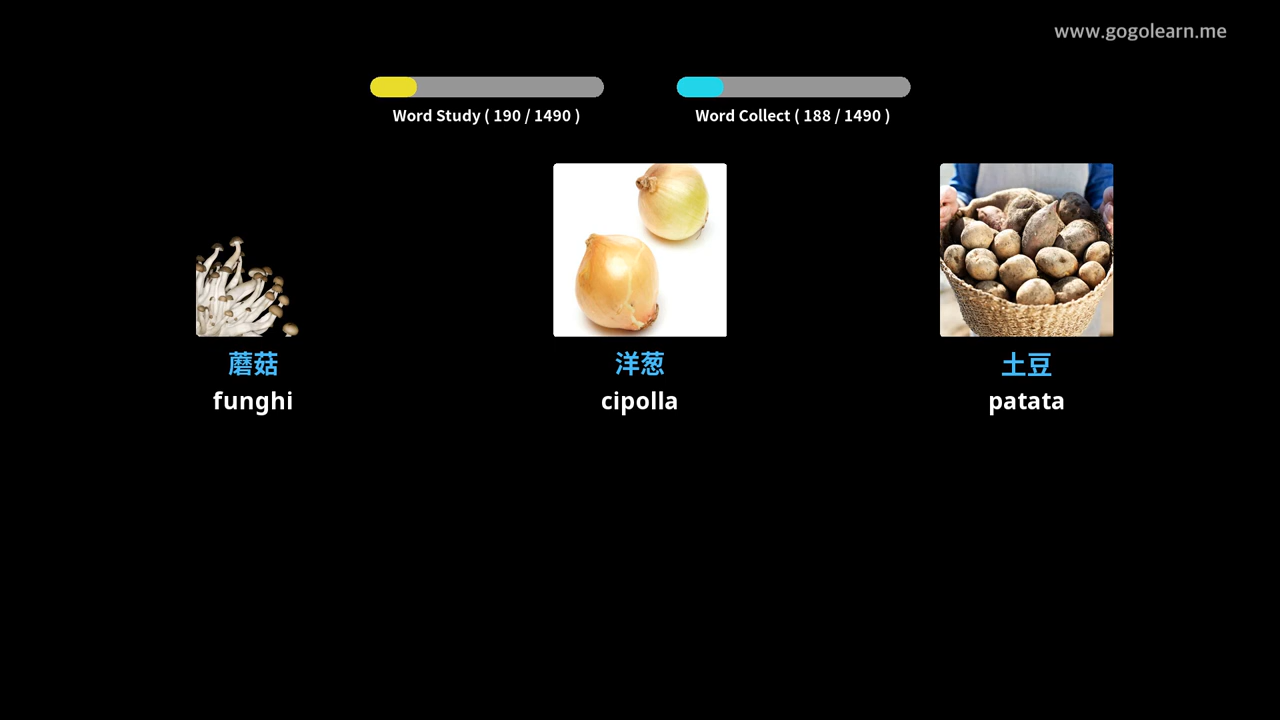 www.gogolearn.me
Word Study ( 190 / 1490 )
Word Collect ( 188 / 1490 )
蘑菇
funghi
洋葱
cipolla
土豆
patata